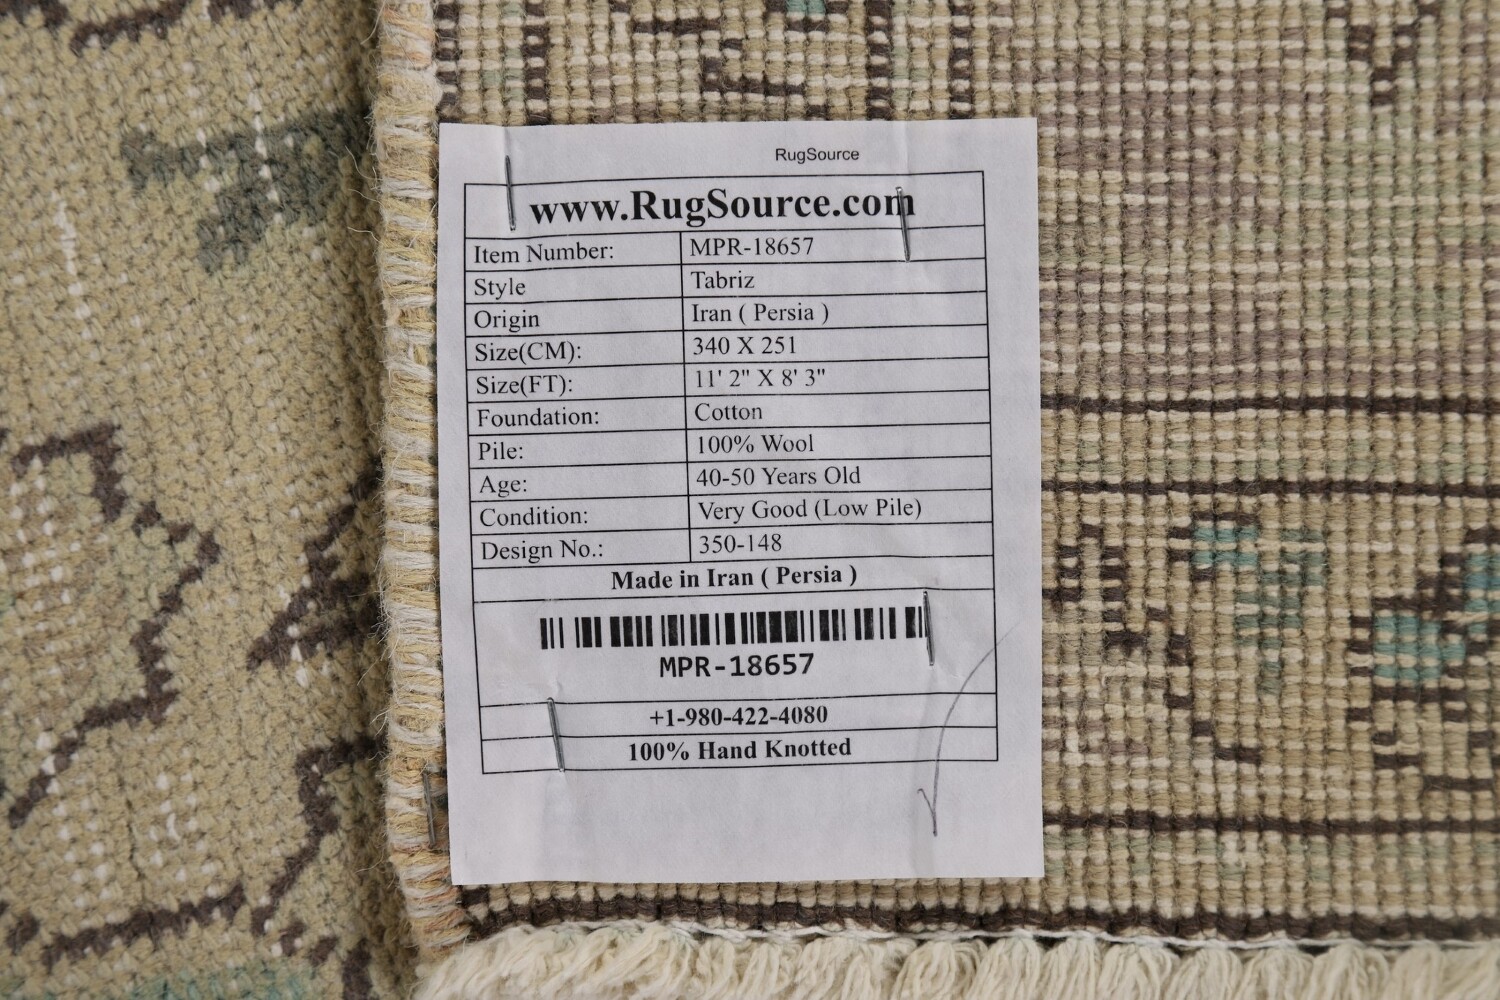 RugSource
www.RugSource.com
Item Number: MPR-18657
Style Tabriz
Origin Iran ( Persia )
Size(CM): 340 X 251
Size(FT): 11' 2" X 8' 3"
Foundation: Cotton
Pile: 100% Wool
Age: 40-50 Years Old
Condition: Very Good (Low Pile)
Design No.: 350-148
Made in Iran ( Persia )
MPR-18657
+1-980-422-4080
100% Hand Knotted